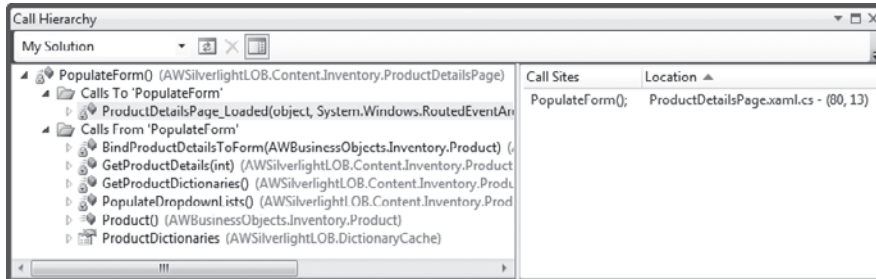 Call Hierarchy
My Solution
PopulateForm() (AWSilverlightLOB.Content.Inventory.ProductDetailsPage)
Calls To 'PopulateForm'
ProductDetailsPage_Loaded(object, System.Windows.RoutedEventAr
Calls From 'PopulateForm'
BindProductDetailsToForm(AWBusinessObjects.Inventory.Product) (
GetProductDetails(int) (AWSilverlightLOB.Content.Inventory.Product
GetProductDictionaries() (AWSilverlightLOB.Content.Inventory.Produ
PopulateDropdownLists() (AWSilverlightLOB.Content.Inventory.Prod
Product() (AWBusinessObjects.Inventory.Product)
ProductDictionaries (AWSilverlightLOB.DictionaryCache)
Call Sites Location
PopulateForm(); ProductDetailsPage.xaml.cs - (80, 13)